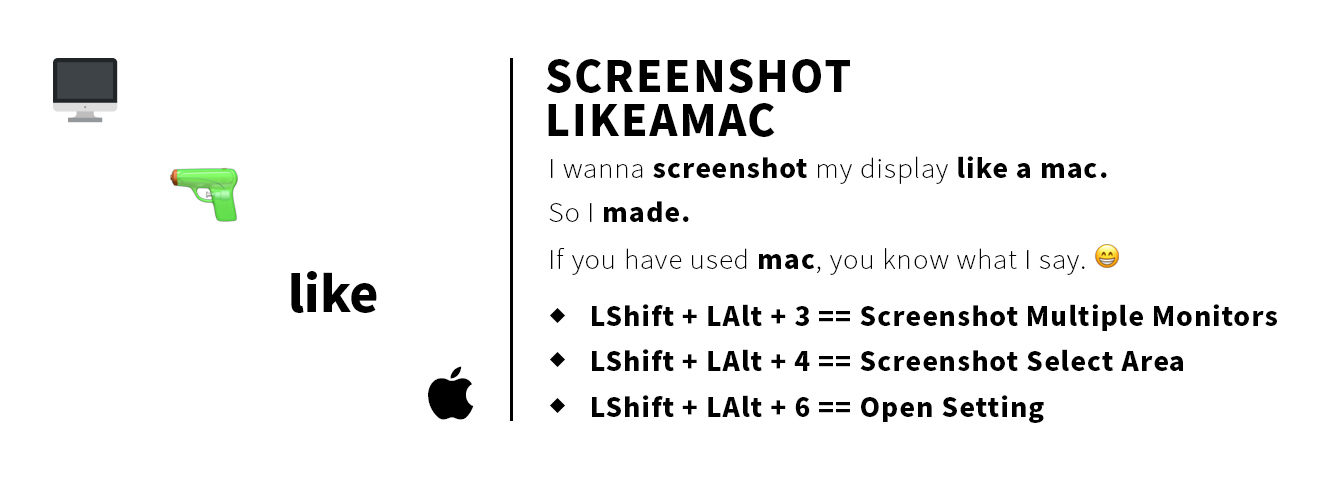 like
SCREENSHOT
LIKEAMAC
I wanna screenshot my display like a mac.
So I made.
If you have used mac, you know what I say. 😁
◆ LShift + LAlt + 3 == Screenshot Multiple Monitors
◆ LShift + LAlt + 4 == Screenshot Select Area
◆ LShift + LAlt + 6 == Open Setting